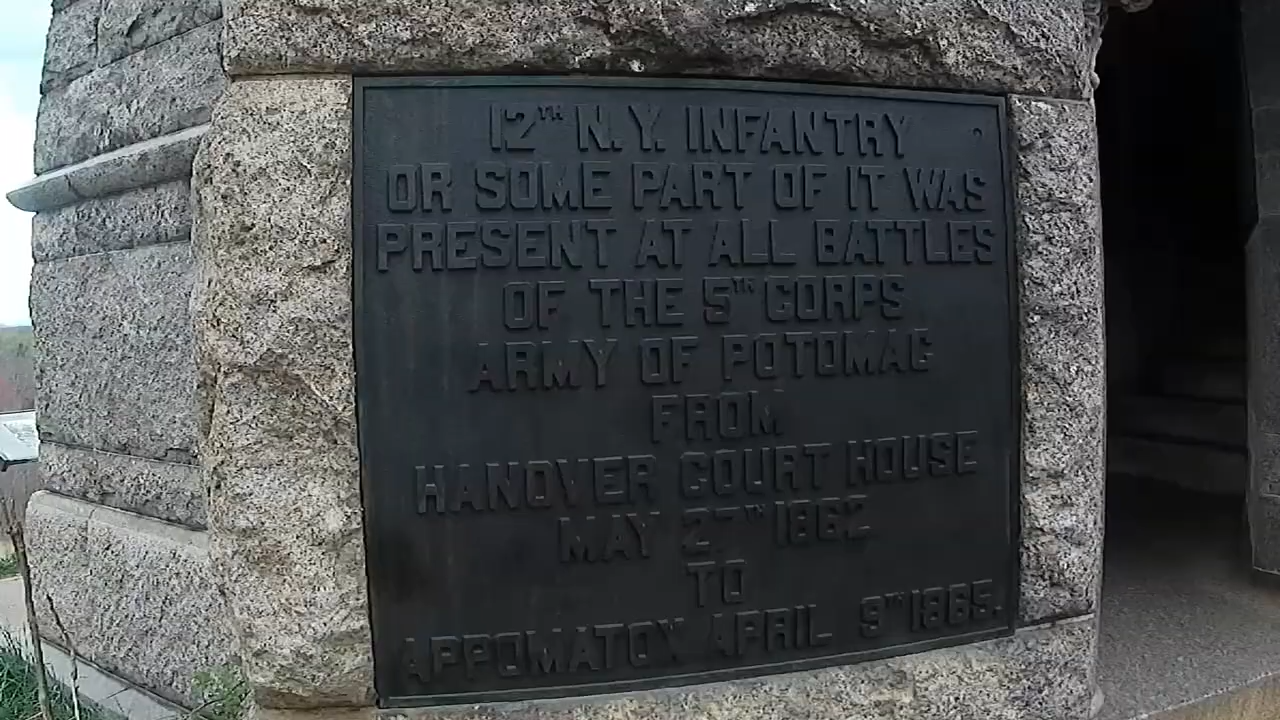 12TH N.Y. INFANTRY
OR SOME PART OF IT WAS
PRESENT AT ALL BATTLES
OF THE 5TH CORPS
ARMY OF POTOMAC
FROM
HANOVER COURT HOUSE
MAY 27TH 1862
TO
APPOMATOX APRIL 9TH 1865.